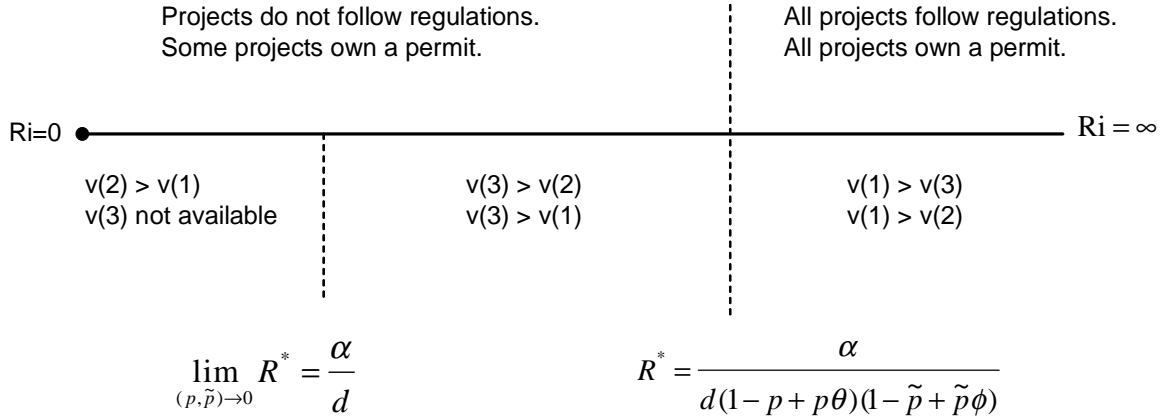 Projects do not follow regulations.
Some projects own a permit.
All projects follow regulations.
All projects own a permit.
Ri=0
Ri = ∞
v(2) > v(1)
v(3) not available
v(3) > v(2)
v(3) > v(1)
v(1) > v(3)
v(1) > v(2)
lim_{(p,p̃)→0} R^* = α/d
R^* = α/(d(1 − p + pθ)(1 − p̃ + p̃ϕ))